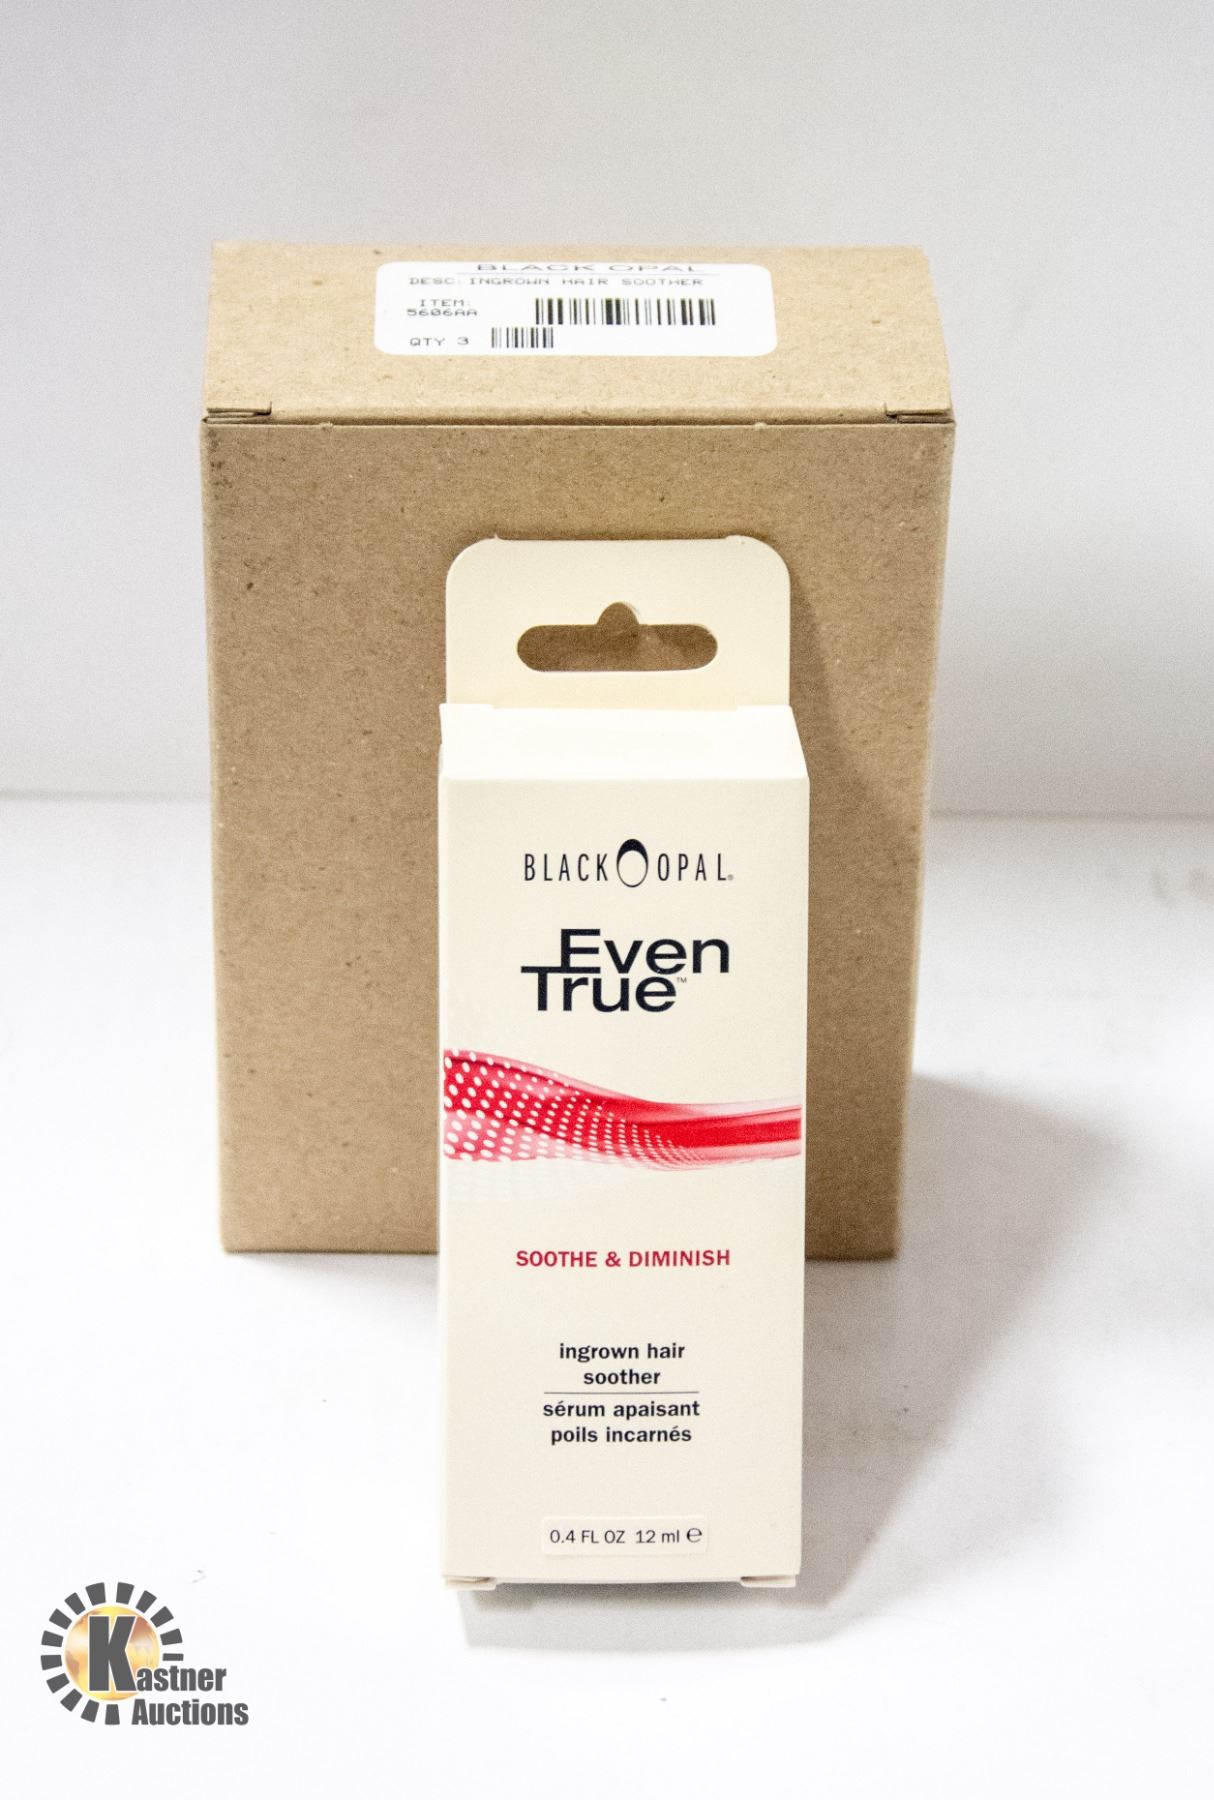 BLACK OPAL
DESC: INGROWN HAIR SOOTHER
ITEM:
5606AA
QTY 3
BLACK OPAL®
Even
True™
SOOTHE & DIMINISH
ingrown hair
soother
sérum apaisant
poils incarnés
0.4 FL OZ 12 ml ℮
Kastner
Auctions